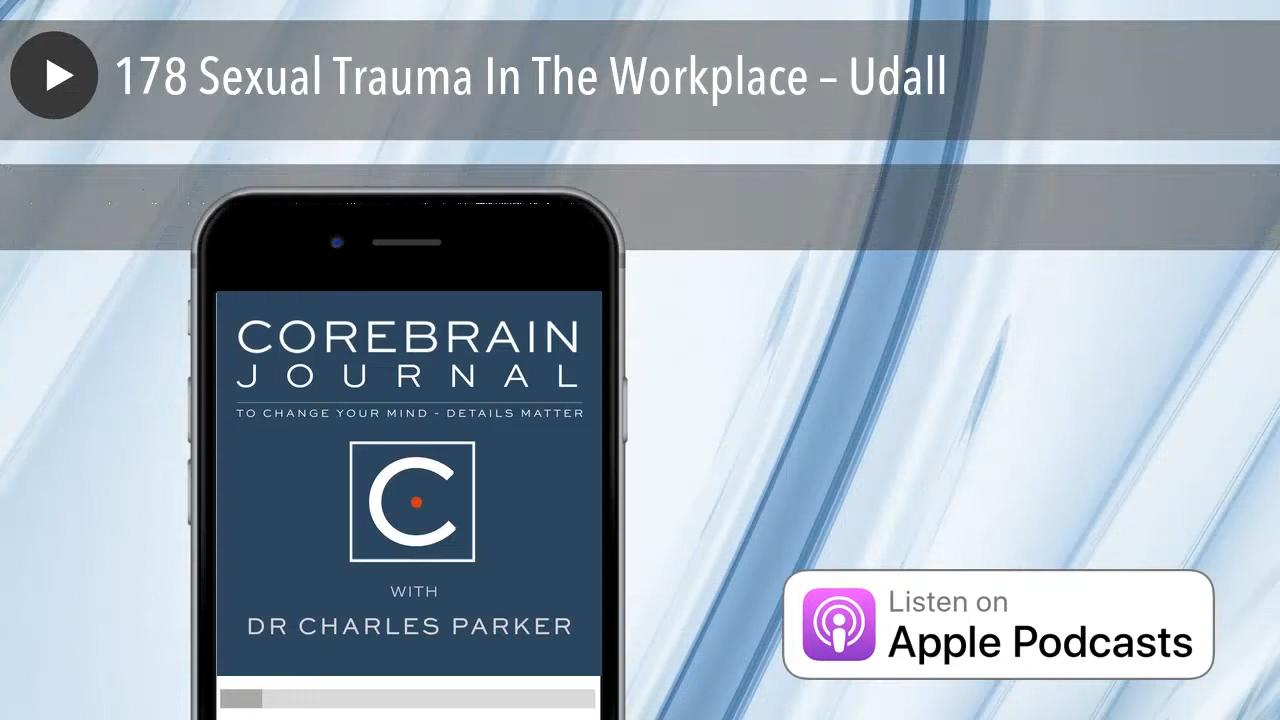 178 Sexual Trauma In The Workplace – Udall
COREBRAIN
JOURNAL
TO CHANGE YOUR MIND - DETAILS MATTER
C
WITH
DR CHARLES PARKER
Listen on
Apple Podcasts